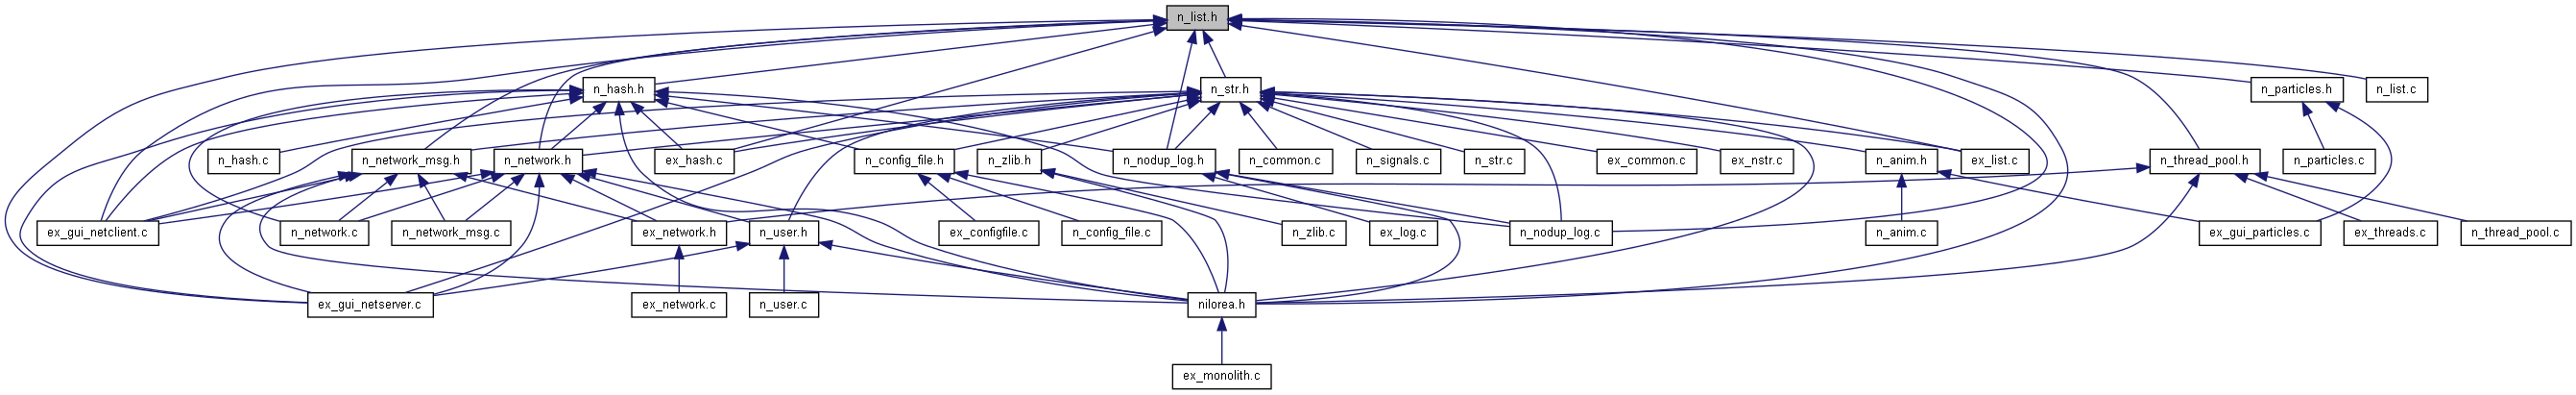 n_list.h
n_hash.h
n_str.h
n_particles.h
n_list.c
n_hash.c
n_network_msg.h
n_network.h
ex_hash.c
n_config_file.h
n_zlib.h
n_nodup_log.h
n_common.c
n_signals.c
n_str.c
ex_common.c
ex_nstr.c
n_anim.h
ex_list.c
n_thread_pool.h
n_particles.c
ex_gui_netclient.c
n_network.c
n_network_msg.c
ex_network.h
n_user.h
ex_configfile.c
n_config_file.c
n_zlib.c
ex_log.c
n_nodup_log.c
n_anim.c
ex_gui_particles.c
ex_threads.c
n_thread_pool.c
ex_gui_netserver.c
ex_network.c
n_user.c
nilorea.h
ex_monolith.c